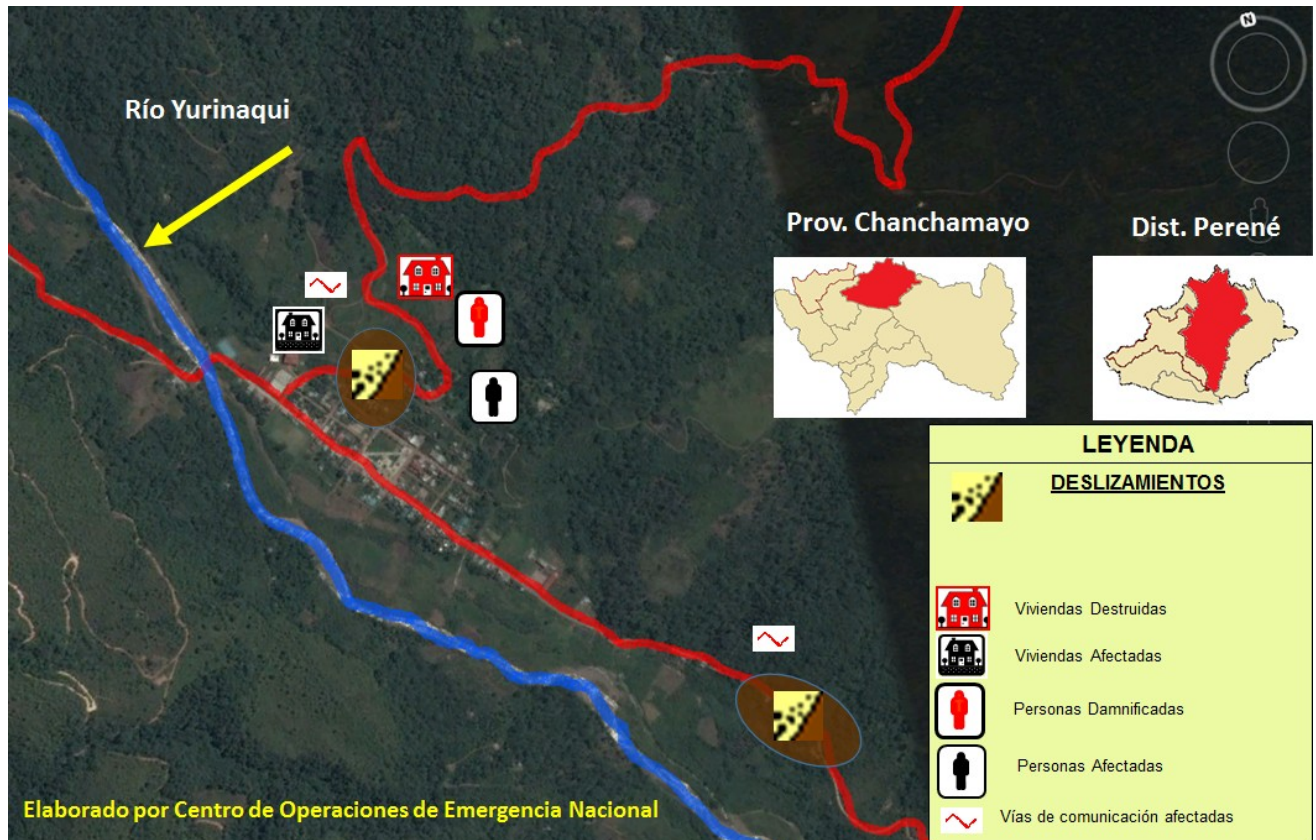 N
Río Yurinaqui
Prov. Chanchamayo
Dist. Perené
LEYENDA
DESLIZAMIENTOS
Viviendas Destruidas
Viviendas Afectadas
Personas Damnificadas
Personas Afectadas
Vías de comunicación afectadas
Elaborado por Centro de Operaciones de Emergencia Nacional